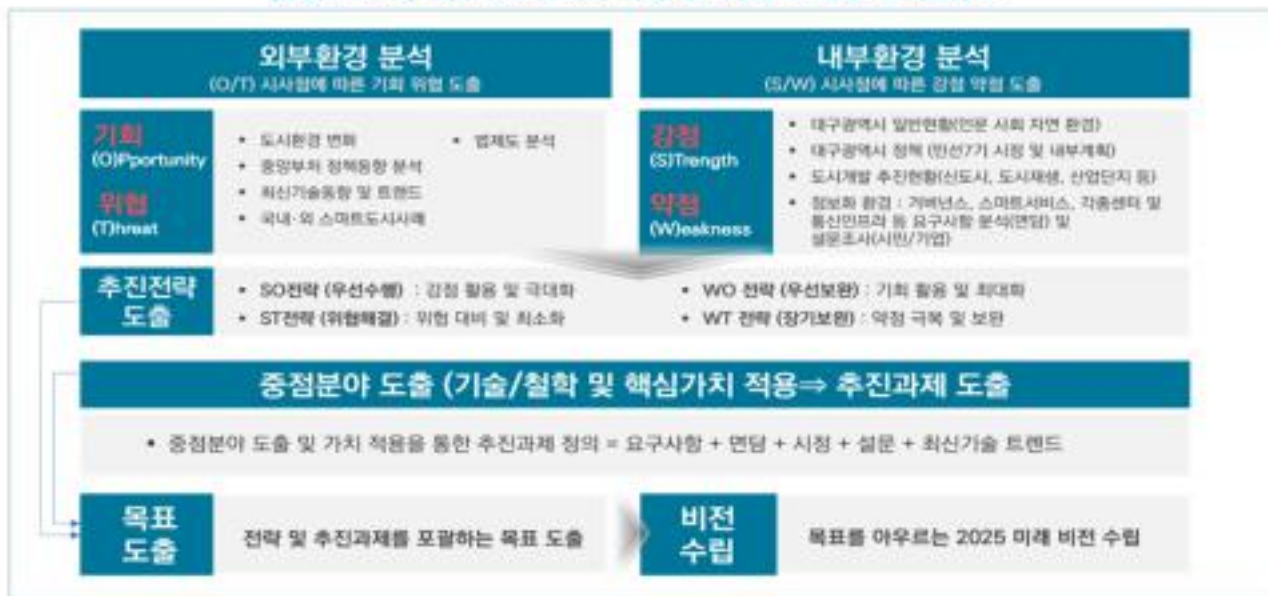 외부환경 분석
(O/T) 시사점에 따른 기회 위협 도출
내부환경 분석
(S/W) 시사점에 따른 강점 약점 도출
기회
(O)Pportunity
위협
(T)hreat
• 도시환경 변화
• 중앙부처 정책동향 분석
• 최신기술동향 및 트렌드
• 국내·외 스마트도시사례
• 법제도 분석
강점
(S)Trength
약점
(W)eakness
• 대구광역시 일반현황(인문 사회 자연 환경)
• 대구광역시 정책 (민선7기 시정 및 내부계획)
• 도시개발 추진현황(신도시, 도시재생, 산업단지 등)
• 정보화 환경 : 거버넌스, 스마트서비스, 각종센터 및
통신인프라 등 요구사항 분석(면담) 및
설문조사(시민/기업)
추진전략
도출
• SO전략 (우선수행) : 강점 활용 및 극대화
• ST전략 (위협해결) : 위협 대비 및 최소화
• WO 전략 (우선보완) : 기회 활용 및 최대화
• WT 전략 (장기보완) : 약점 극복 및 보완
중점분야 도출 (기술/철학 및 핵심가치 적용⇒ 추진과제 도출
• 중점분야 도출 및 가치 적용을 통한 추진과제 정의 = 요구사항 + 면담 + 시정 + 설문 + 최신기술 트렌드
목표
도출
전략 및 추진과제를 포괄하는 목표 도출
비전
수립
목표를 아우르는 2025 미래 비전 수립